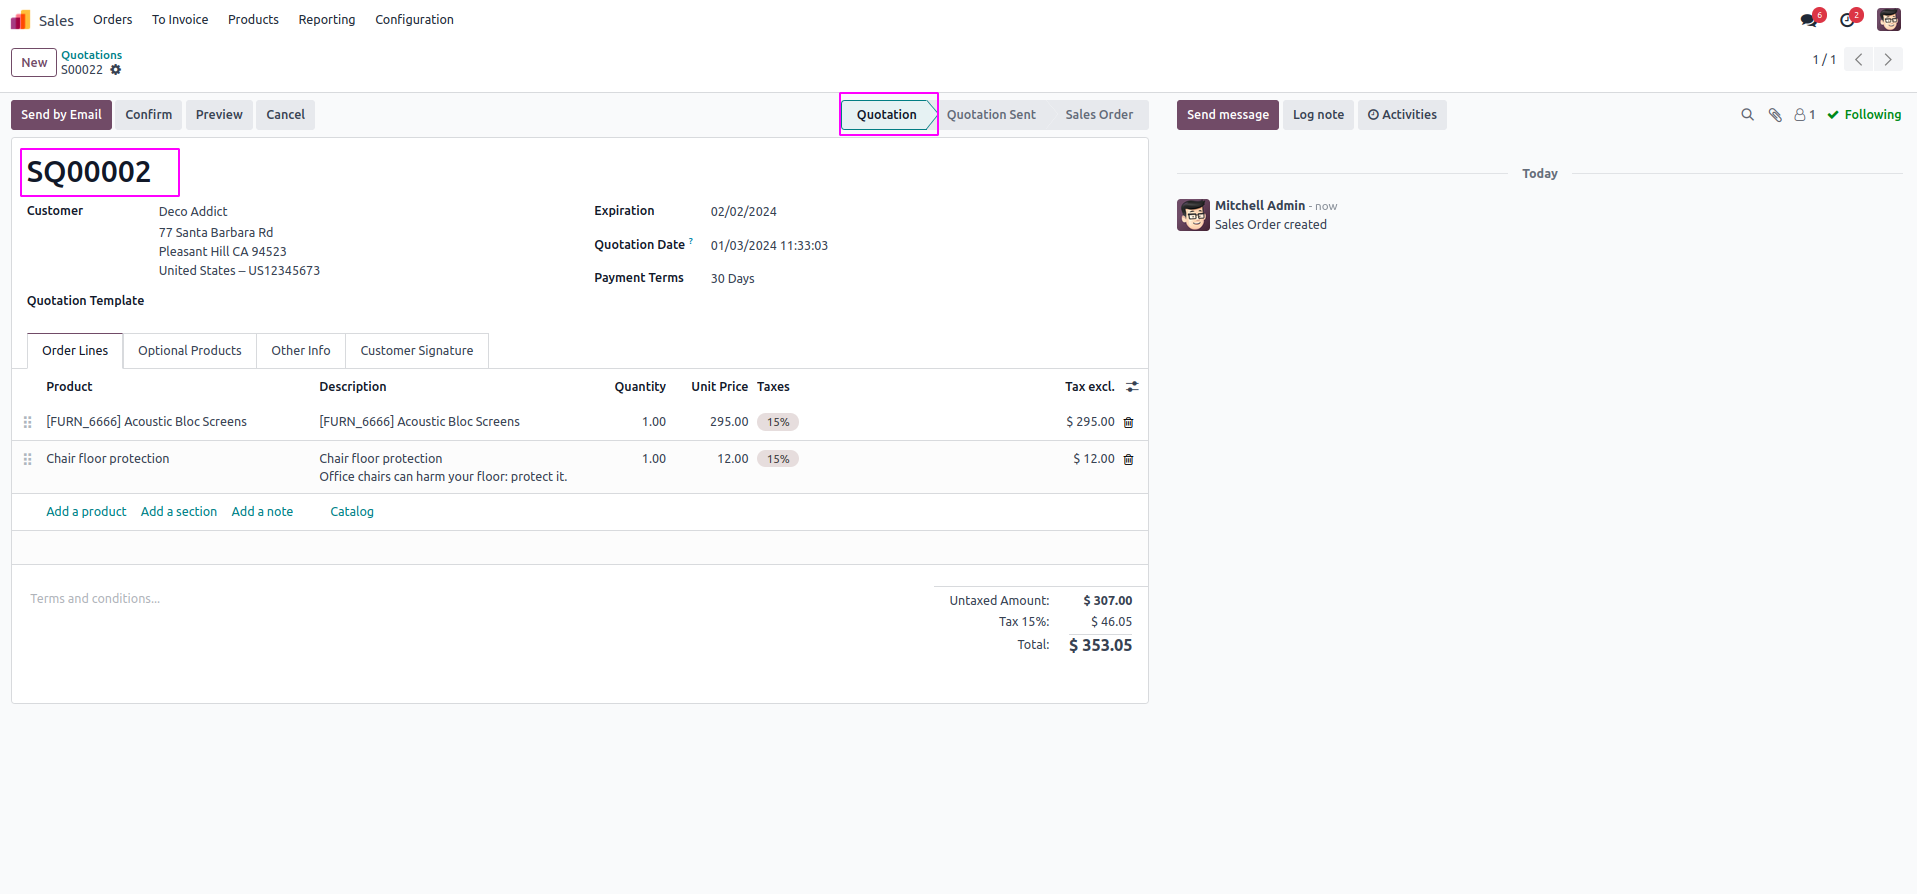 Sales Orders To Invoice Products Reporting Configuration 6 2
New Quotations
S00022
1 / 1
Send by Email Confirm Preview Cancel Quotation Quotation Sent Sales Order Send message Log note Activities 1 Following
SQ00002
Customer Deco Addict
77 Santa Barbara Rd
Pleasant Hill CA 94523
United States – US12345673
Quotation Template
Expiration 02/02/2024
Quotation Date ? 01/03/2024 11:33:03
Payment Terms 30 Days
Today
Mitchell Admin - now
Sales Order created
Order Lines Optional Products Other Info Customer Signature
Product Description Quantity Unit Price Taxes Tax excl.
[FURN_6666] Acoustic Bloc Screens [FURN_6666] Acoustic Bloc Screens 1.00 295.00 15% $ 295.00
Chair floor protection Chair floor protection 1.00 12.00 15% $ 12.00
Office chairs can harm your floor: protect it.
Add a product Add a section Add a note Catalog
Terms and conditions...
Untaxed Amount: $ 307.00
Tax 15%: $ 46.05
Total: $ 353.05